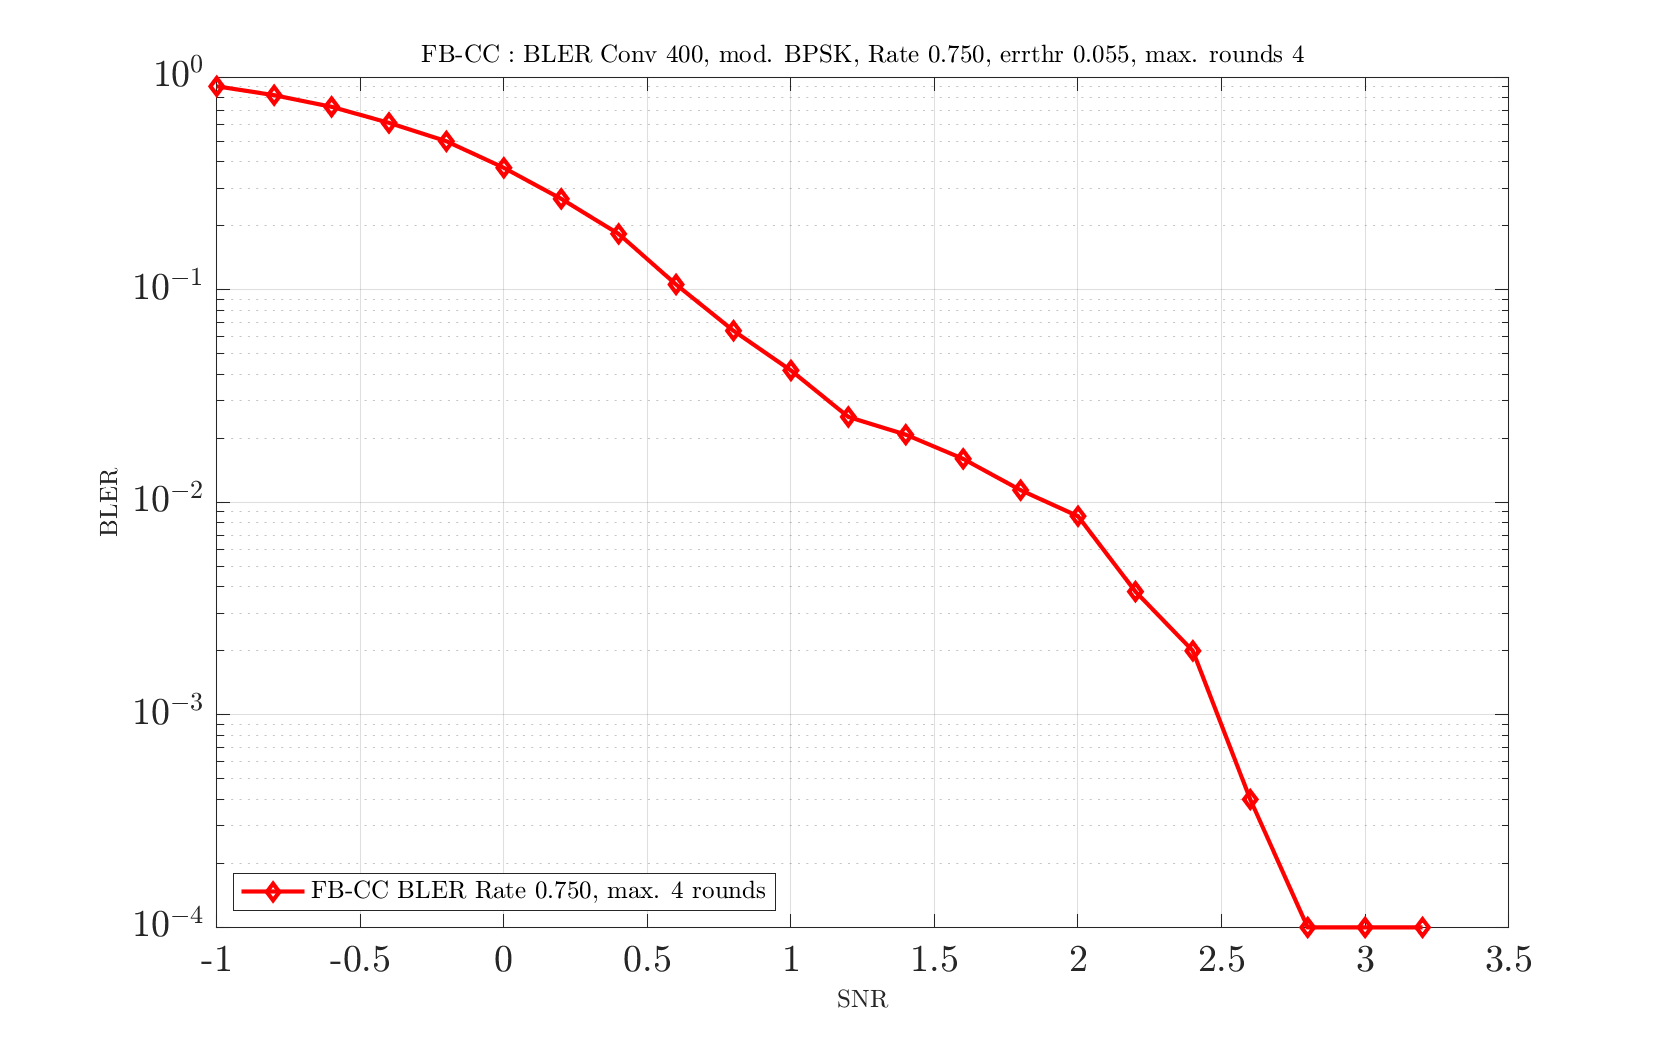 FB-CC : BLER Conv 400, mod. BPSK, Rate 0.750, errthr 0.055, max. rounds 4
10^0
10^-1
10^-2
10^-3
10^-4
BLER
FB-CC BLER Rate 0.750, max. 4 rounds
-1 -0.5 0 0.5 1 1.5 2 2.5 3 3.5
SNR